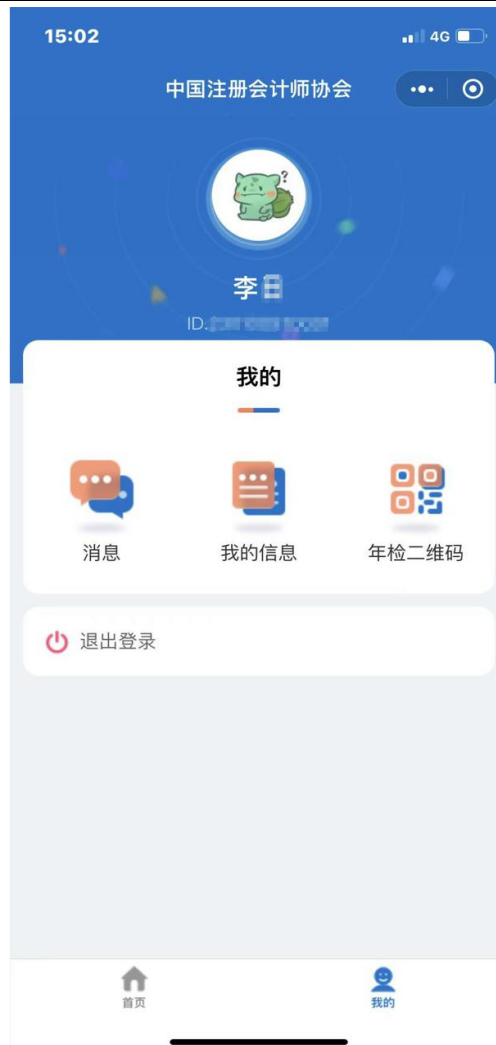 15:02
4G
中国注册会计师协会
?
李
ID.
我的
消息
我的信息
年检二维码
退出登录
首页
我的